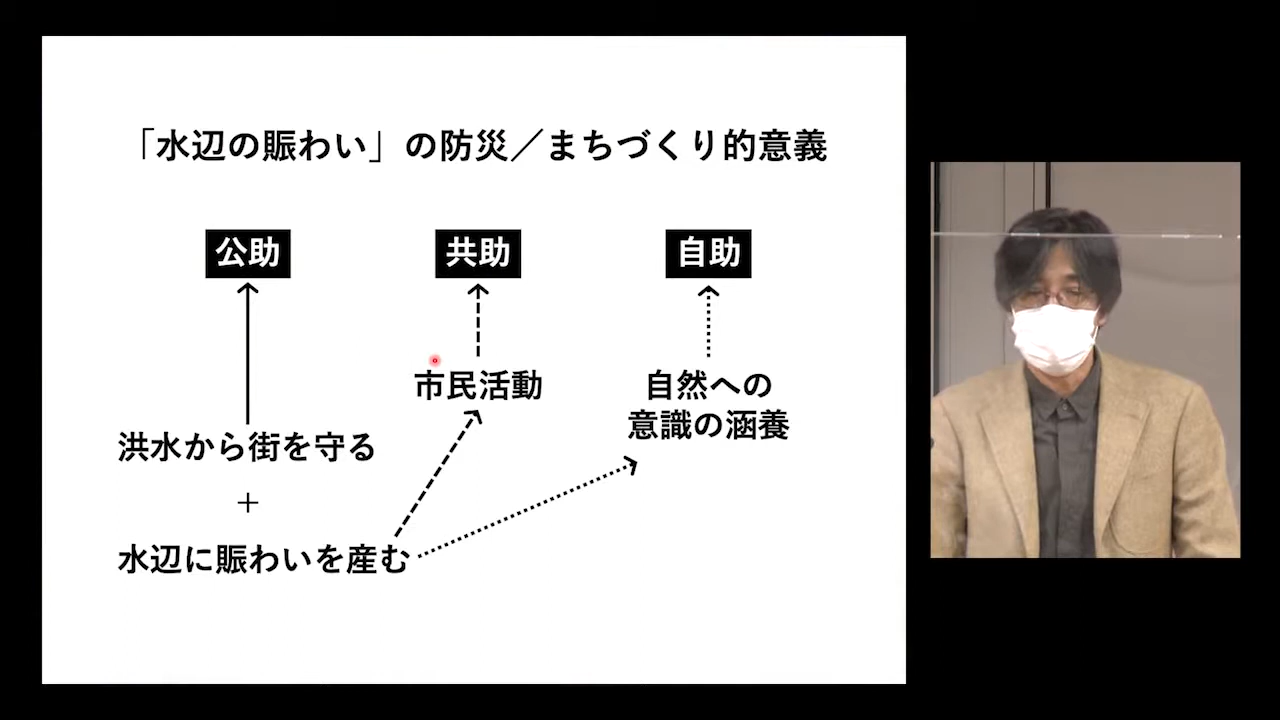 「水辺の賑わい」の防災／まちづくり的意義
公助
共助
自助
市民活動
自然への
意識の涵養
洪水から街を守る
＋
水辺に賑わいを産む